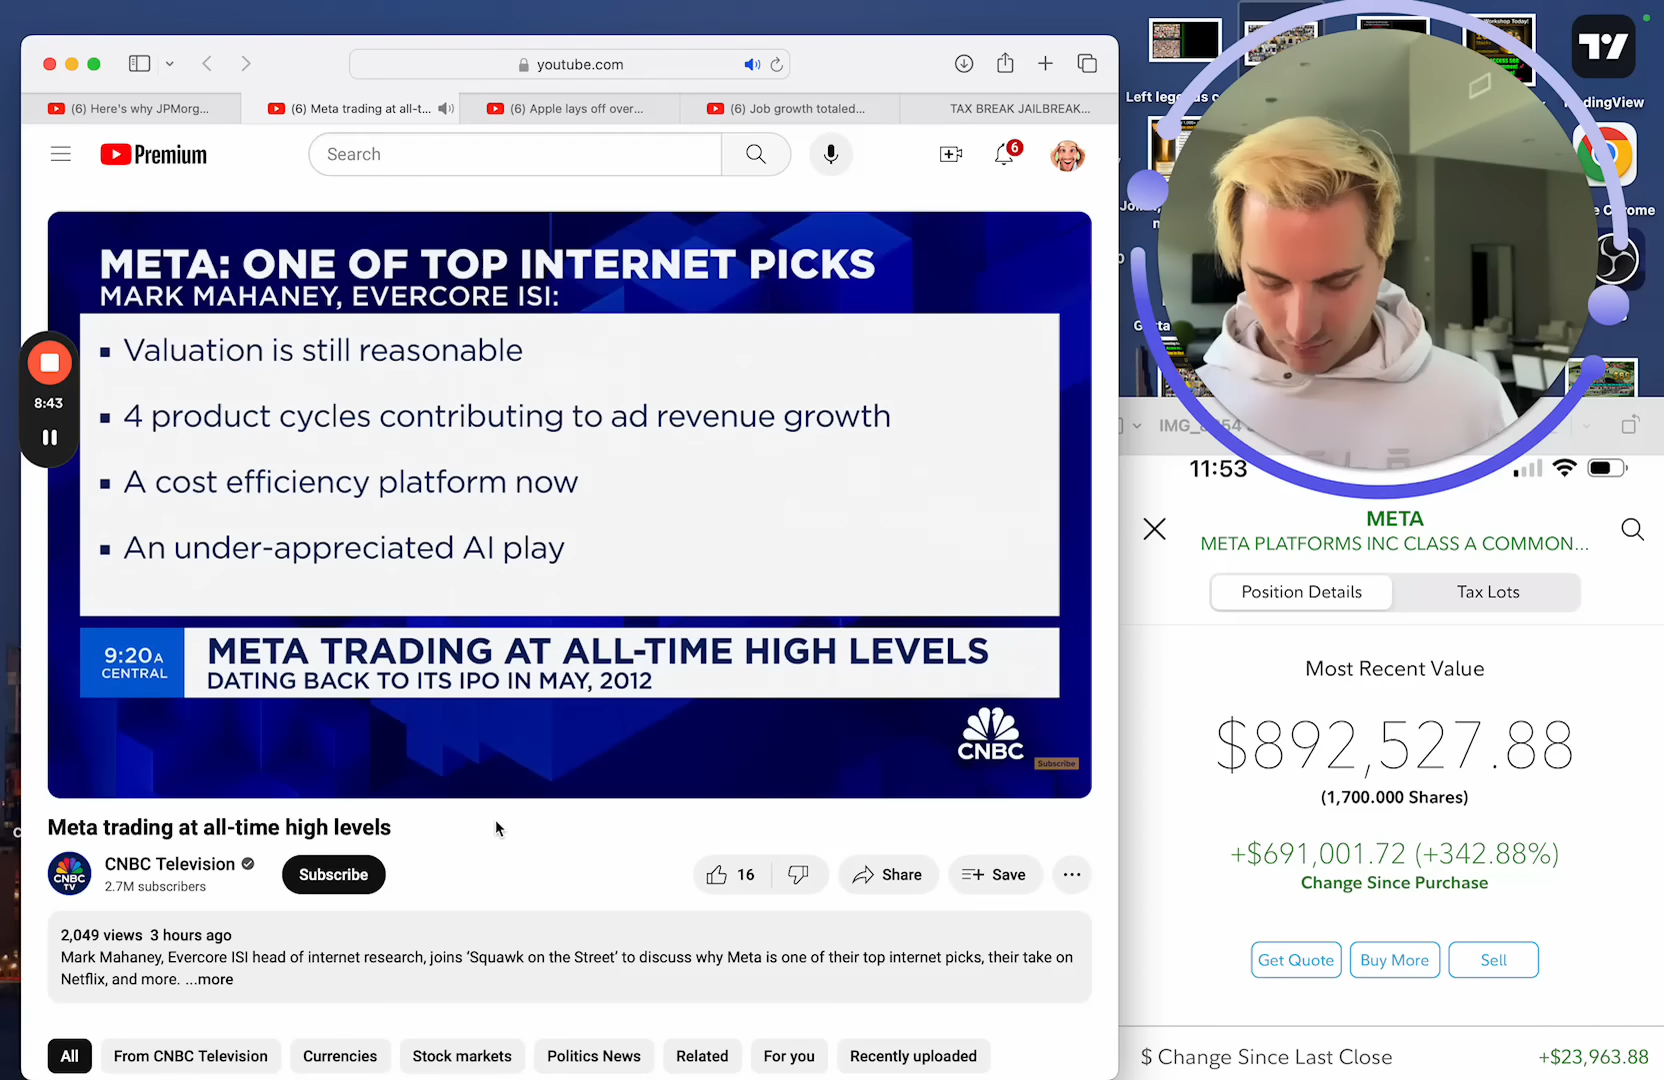 youtube.com
(6) Here's why JPMorg...
(6) Meta trading at all-t...
(6) Apple lays off over...
(6) Job growth totaled...
TAX BREAK JAILBREAK...
Premium
Search
6
META: ONE OF TOP INTERNET PICKS
MARK MAHANEY, EVERCORE ISI:
Valuation is still reasonable
4 product cycles contributing to ad revenue growth
A cost efficiency platform now
An under-appreciated AI play
9:20A
CENTRAL
META TRADING AT ALL-TIME HIGH LEVELS
DATING BACK TO ITS IPO IN MAY, 2012
CNBC
Subscribe
8:43
Meta trading at all-time high levels
CNBC
TV
CNBC Television
2.7M subscribers
Subscribe
16
Share
Save
2,049 views 3 hours ago
Mark Mahaney, Evercore ISI head of internet research, joins ‘Squawk on the Street’ to discuss why Meta is one of their top internet picks, their take on
Netflix, and more. ...more
All
From CNBC Television
Currencies
Stock markets
Politics News
Related
For you
Recently uploaded
Workshop Today!
Left legends
11:53
META
META PLATFORMS INC CLASS A COMMON...
Position Details
Tax Lots
Most Recent Value
$892,527.88
(1,700.000 Shares)
+$691,001.72 (+342.88%)
Change Since Purchase
Get Quote
Buy More
Sell
$ Change Since Last Close
+$23,963.88